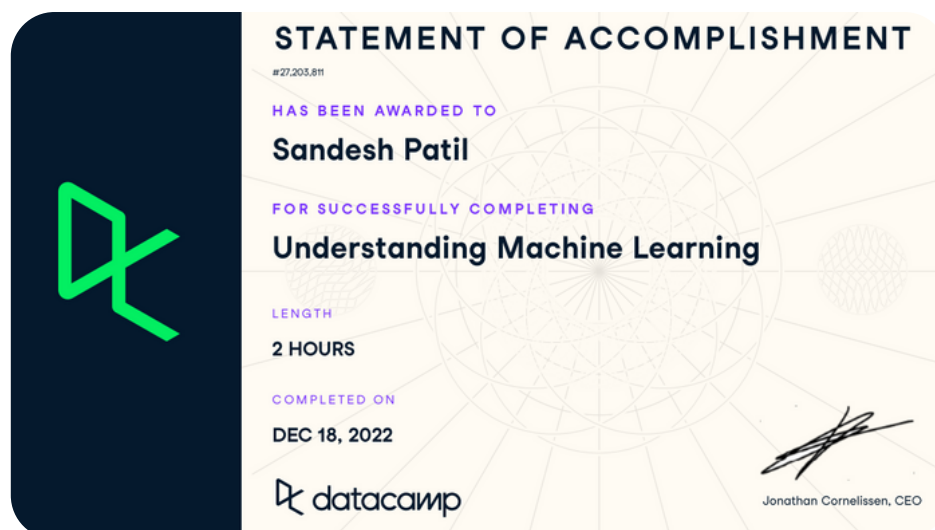 STATEMENT OF ACCOMPLISHMENT
#27,203,811
HAS BEEN AWARDED TO
Sandesh Patil
FOR SUCCESSFULLY COMPLETING
Understanding Machine Learning
LENGTH
2 HOURS
COMPLETED ON
DEC 18, 2022
datacamp
Jonathan Cornelissen, CEO